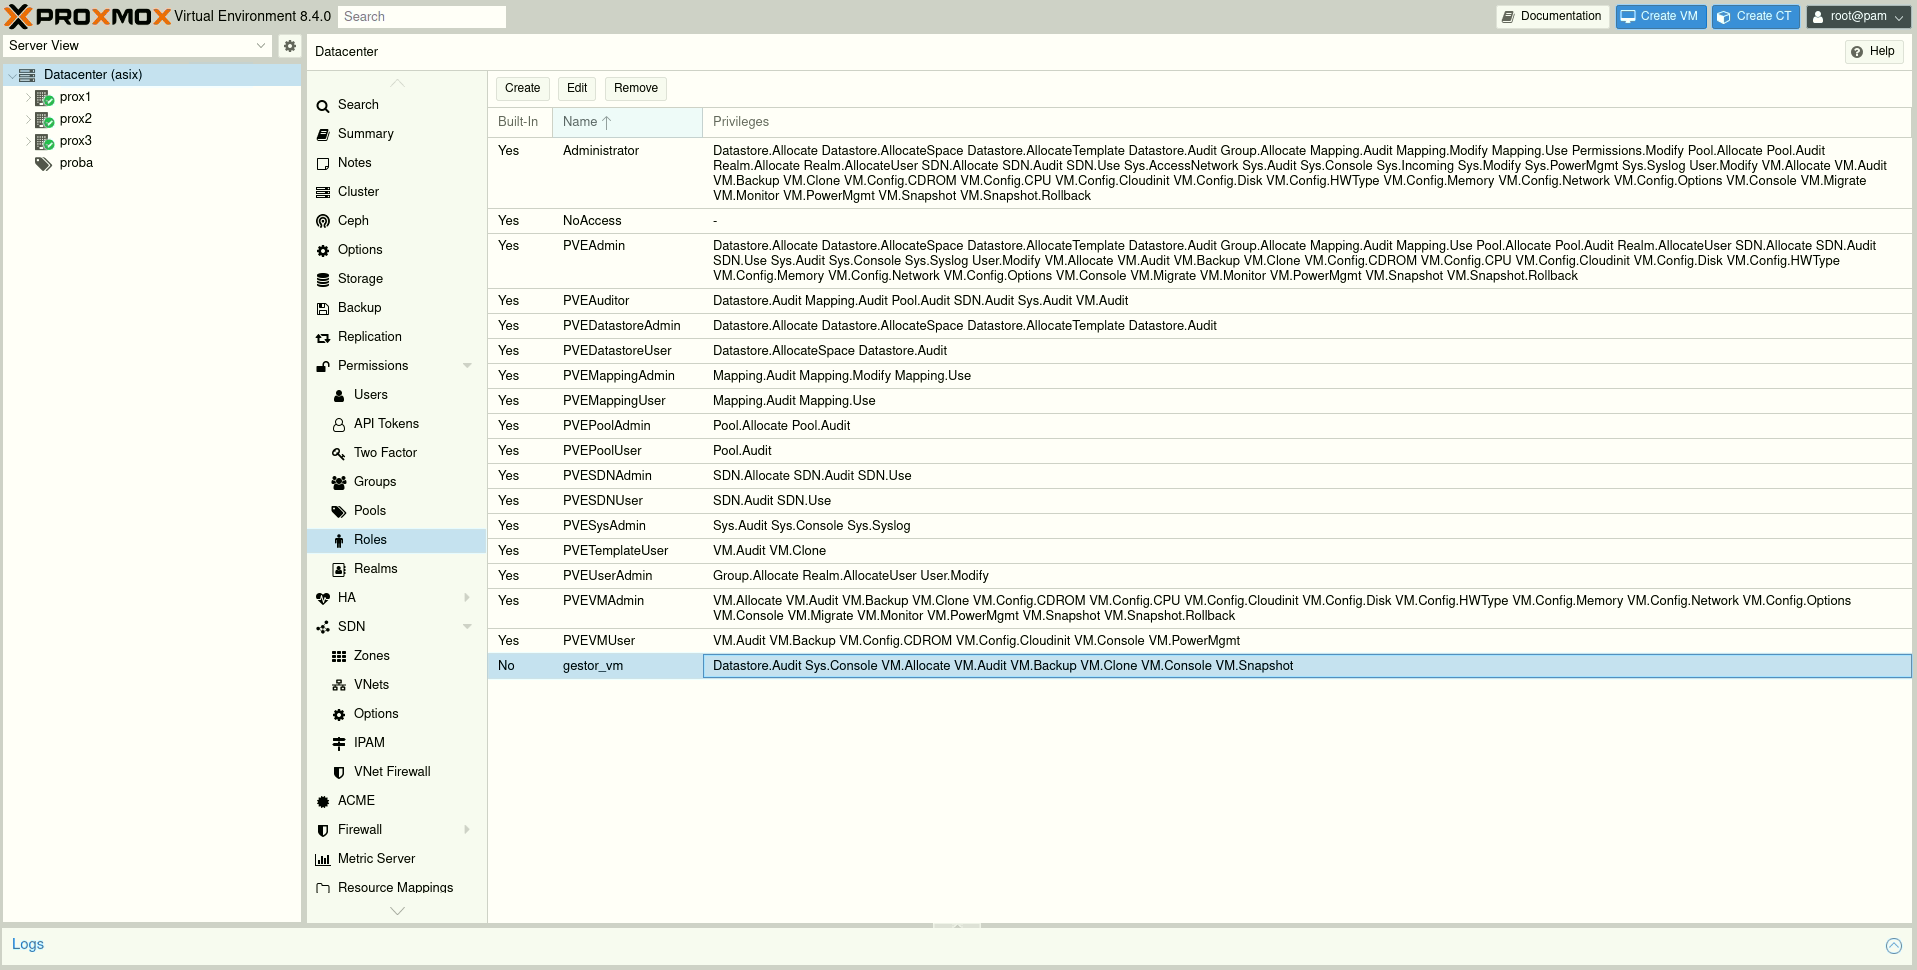 PROXMOX Virtual Environment 8.4.0 Search Documentation Create VM Create CT root@pam
Server View
Datacenter (asix)
prox1
prox2
prox3
proba
Datacenter Help
Search
Summary
Notes
Cluster
Ceph
Options
Storage
Backup
Replication
Permissions
Users
API Tokens
Two Factor
Groups
Pools
Roles
Realms
HA
SDN
Zones
VNets
Options
IPAM
VNet Firewall
ACME
Firewall
Metric Server
Resource Mappings
Create Edit Remove
Built-In Name Privileges
Yes Administrator Datastore.Allocate Datastore.AllocateSpace Datastore.AllocateTemplate Datastore.Audit Group.Allocate Mapping.Audit Mapping.Modify Mapping.Use Permissions.Modify Pool.Allocate Pool.Audit
Realm.Allocate Realm.AllocateUser SDN.Allocate SDN.Audit SDN.Use Sys.AccessNetwork Sys.Audit Sys.Console Sys.Incoming Sys.Modify Sys.PowerMgmt Sys.Syslog User.Modify VM.Allocate VM.Audit
VM.Backup VM.Clone VM.Config.CDROM VM.Config.CPU VM.Config.Cloudinit VM.Config.Disk VM.Config.HWType VM.Config.Memory VM.Config.Network VM.Config.Options VM.Console VM.Migrate
VM.Monitor VM.PowerMgmt VM.Snapshot VM.Snapshot.Rollback
Yes NoAccess -
Yes PVEAdmin Datastore.Allocate Datastore.AllocateSpace Datastore.AllocateTemplate Datastore.Audit Group.Allocate Mapping.Audit Mapping.Use Pool.Allocate Pool.Audit Realm.AllocateUser SDN.Allocate SDN.Audit
SDN.Use Sys.Audit Sys.Console Sys.Syslog User.Modify VM.Allocate VM.Audit VM.Backup VM.Clone VM.Config.CDROM VM.Config.CPU VM.Config.Cloudinit VM.Config.Disk VM.Config.HWType
VM.Config.Memory VM.Config.Network VM.Config.Options VM.Console VM.Migrate VM.Monitor VM.PowerMgmt VM.Snapshot VM.Snapshot.Rollback
Yes PVEAuditor Datastore.Audit Mapping.Audit Pool.Audit SDN.Audit Sys.Audit VM.Audit
Yes PVEDatastoreAdmin Datastore.Allocate Datastore.AllocateSpace Datastore.AllocateTemplate Datastore.Audit
Yes PVEDatastoreUser Datastore.AllocateSpace Datastore.Audit
Yes PVEMappingAdmin Mapping.Audit Mapping.Modify Mapping.Use
Yes PVEMappingUser Mapping.Audit Mapping.Use
Yes PVEPoolAdmin Pool.Allocate Pool.Audit
Yes PVEPoolUser Pool.Audit
Yes PVESDNAdmin SDN.Allocate SDN.Audit SDN.Use
Yes PVESDNUser SDN.Audit SDN.Use
Yes PVESysAdmin Sys.Audit Sys.Console Sys.Syslog
Yes PVETemplateUser VM.Audit VM.Clone
Yes PVEUserAdmin Group.Allocate Realm.AllocateUser User.Modify
Yes PVEVMAdmin VM.Allocate VM.Audit VM.Backup VM.Clone VM.Config.CDROM VM.Config.CPU VM.Config.Cloudinit VM.Config.Disk VM.Config.HWType VM.Config.Memory VM.Config.Network VM.Config.Options
VM.Console VM.Migrate VM.Monitor VM.PowerMgmt VM.Snapshot VM.Snapshot.Rollback
Yes PVEVMUser VM.Audit VM.Backup VM.Config.CDROM VM.Config.Cloudinit VM.Console VM.PowerMgmt
No gestor_vm Datastore.Audit Sys.Console VM.Allocate VM.Audit VM.Backup VM.Clone VM.Console VM.Snapshot
Logs